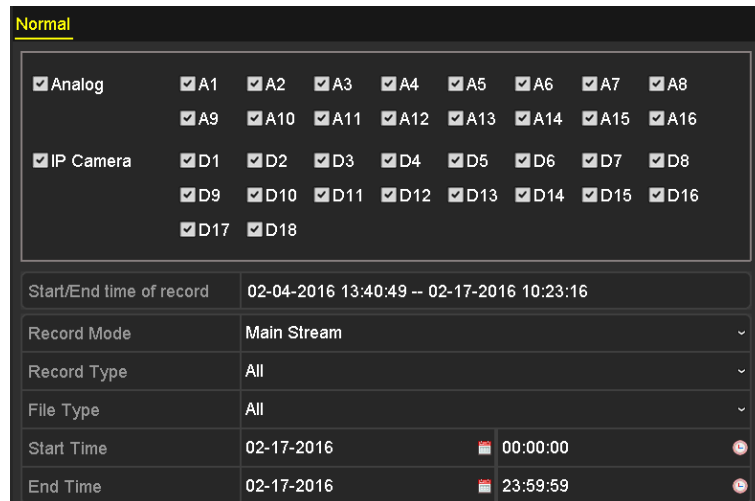 Normal
Analog A1 A2 A3 A4 A5 A6 A7 A8
A9 A10 A11 A12 A13 A14 A15 A16
IP Camera D1 D2 D3 D4 D5 D6 D7 D8
D9 D10 D11 D12 D13 D14 D15 D16
D17 D18
Start/End time of record 02-04-2016 13:40:49 -- 02-17-2016 10:23:16
Record Mode Main Stream
Record Type All
File Type All
Start Time 02-17-2016 00:00:00
End Time 02-17-2016 23:59:59